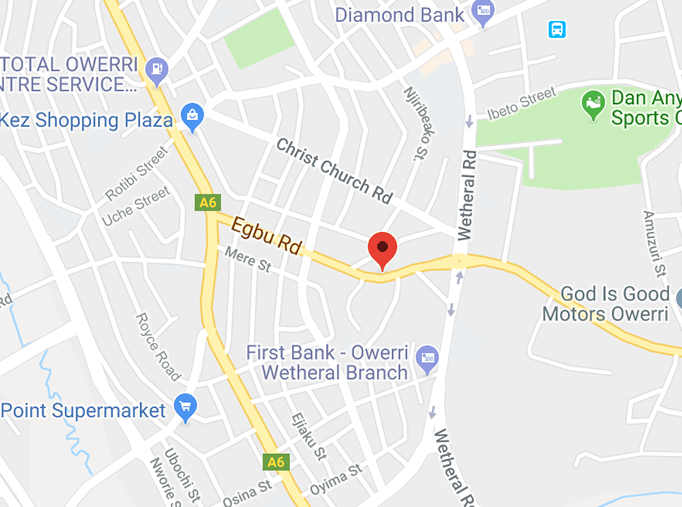 Diamond Bank
TOTAL OWERRI
NTRE SERVICE...
Kez Shopping Plaza
Dan Any
Sports C
Ibeto Street
Njiribeako St.
Christ Church Rd
Wetheral Rd
Rotibi Street
Uche Street
A6
Egbu Rd
Mere St
Amuzuri St
God Is Good
Motors Owerri
Rd
Royce Road
First Bank - Owerri
Wetheral Branch
Point Supermarket
Ejiaku St
Wetheral Rd
Ubochi St
Nworie S
A6
Osina St
Oyima St